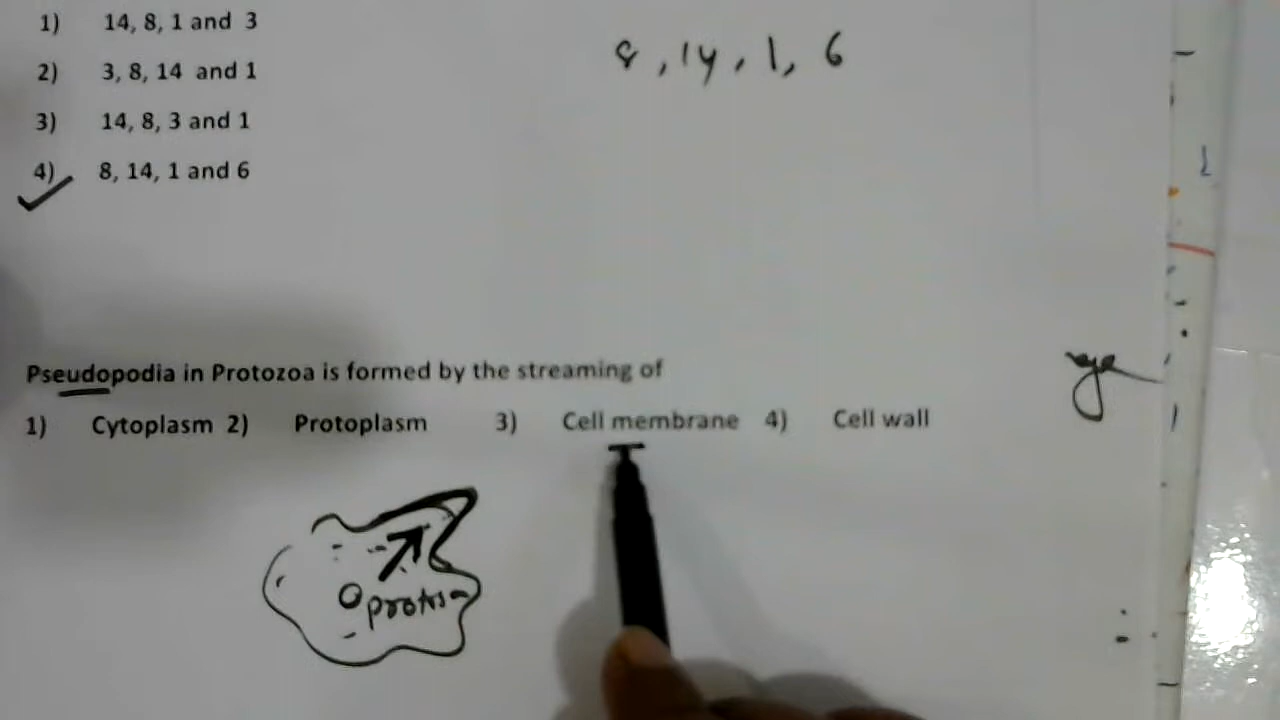 1) 14, 8, 1 and 3
8, 14, 1, 6
2) 3, 8, 14 and 1
3) 14, 8, 3 and 1
4) 8, 14, 1 and 6
Pseudopodia in Protozoa is formed by the streaming of
1) Cytoplasm 2) Protoplasm 3) Cell membrane 4) Cell wall